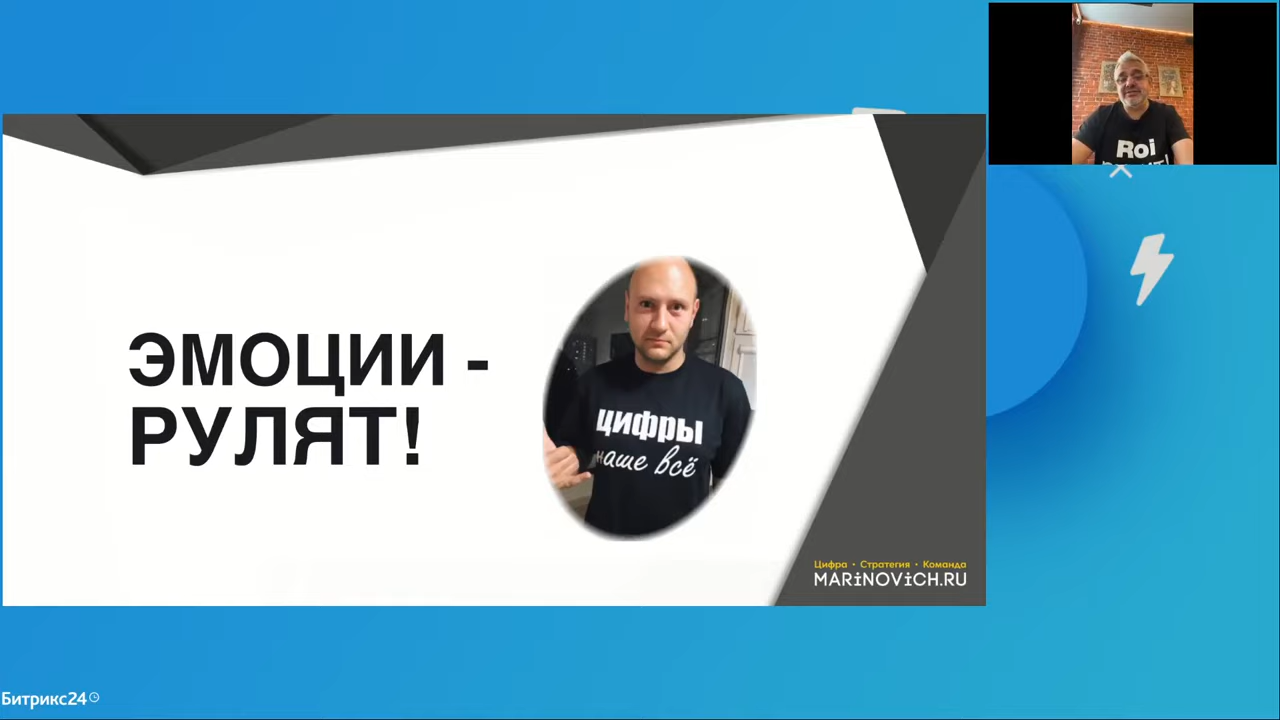 Roi
ЭМОЦИИ -
РУЛЯТ!
цифры
наше всё
Цифра • Стратегия • Команда
MARiNOViCH.RU
Битрикс24